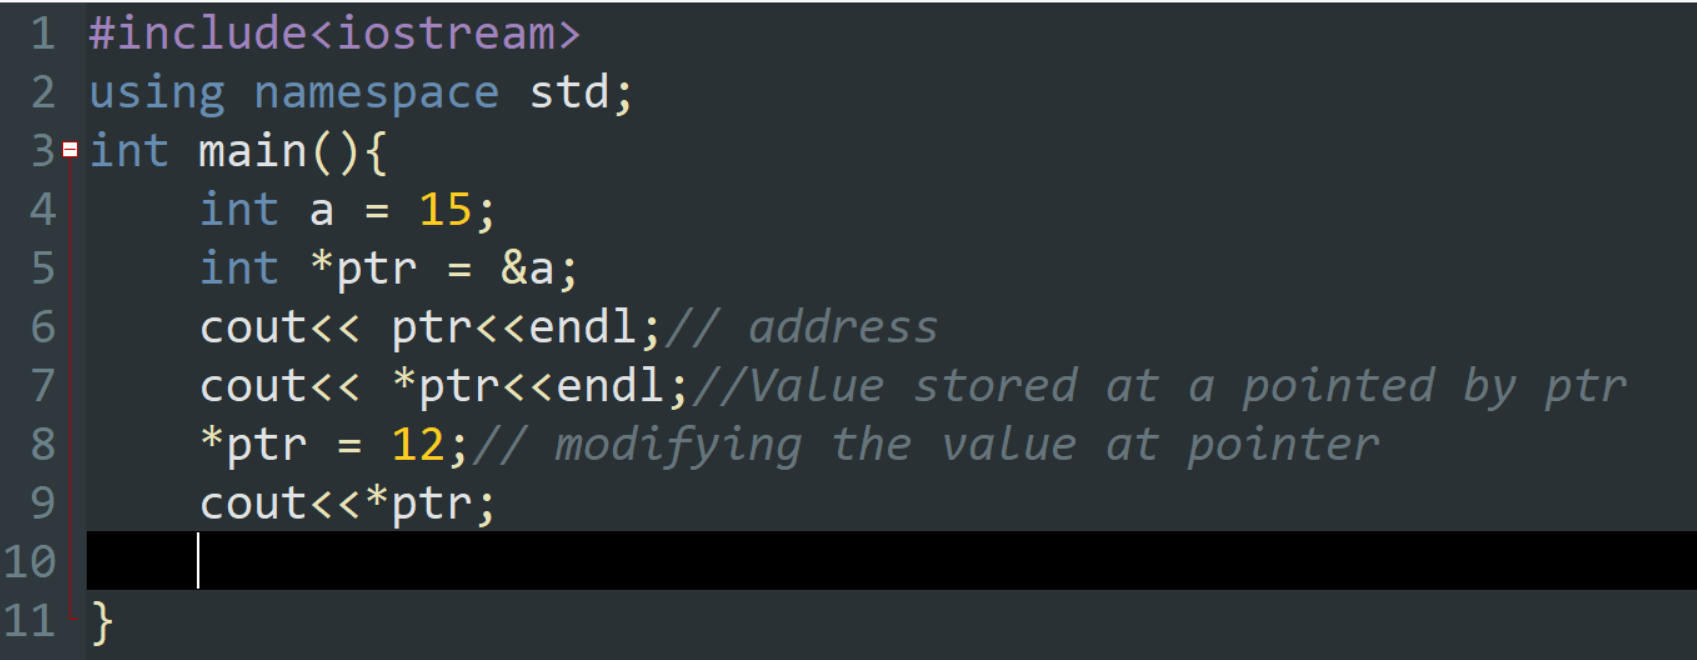 1 #include<iostream>
2 using namespace std;
3 int main(){
4     int a = 15;
5     int *ptr = &a;
6     cout<< ptr<<endl;// address
7     cout<< *ptr<<endl;//Value stored at a pointed by ptr
8     *ptr = 12;// modifying the value at pointer
9     cout<<*ptr;
10
11 }